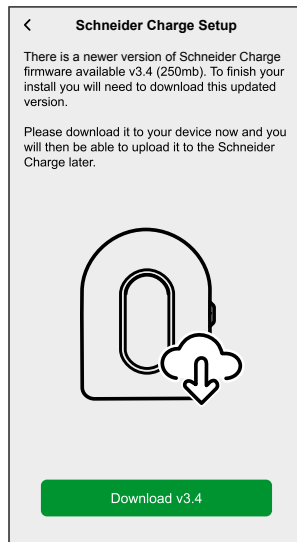 Schneider Charge Setup
There is a newer version of Schneider Charge
firmware available v3.4 (250mb). To finish your
install you will need to download this updated
version.
Please download it to your device now and you
will then be able to upload it to the Schneider
Charge later.
Download v3.4